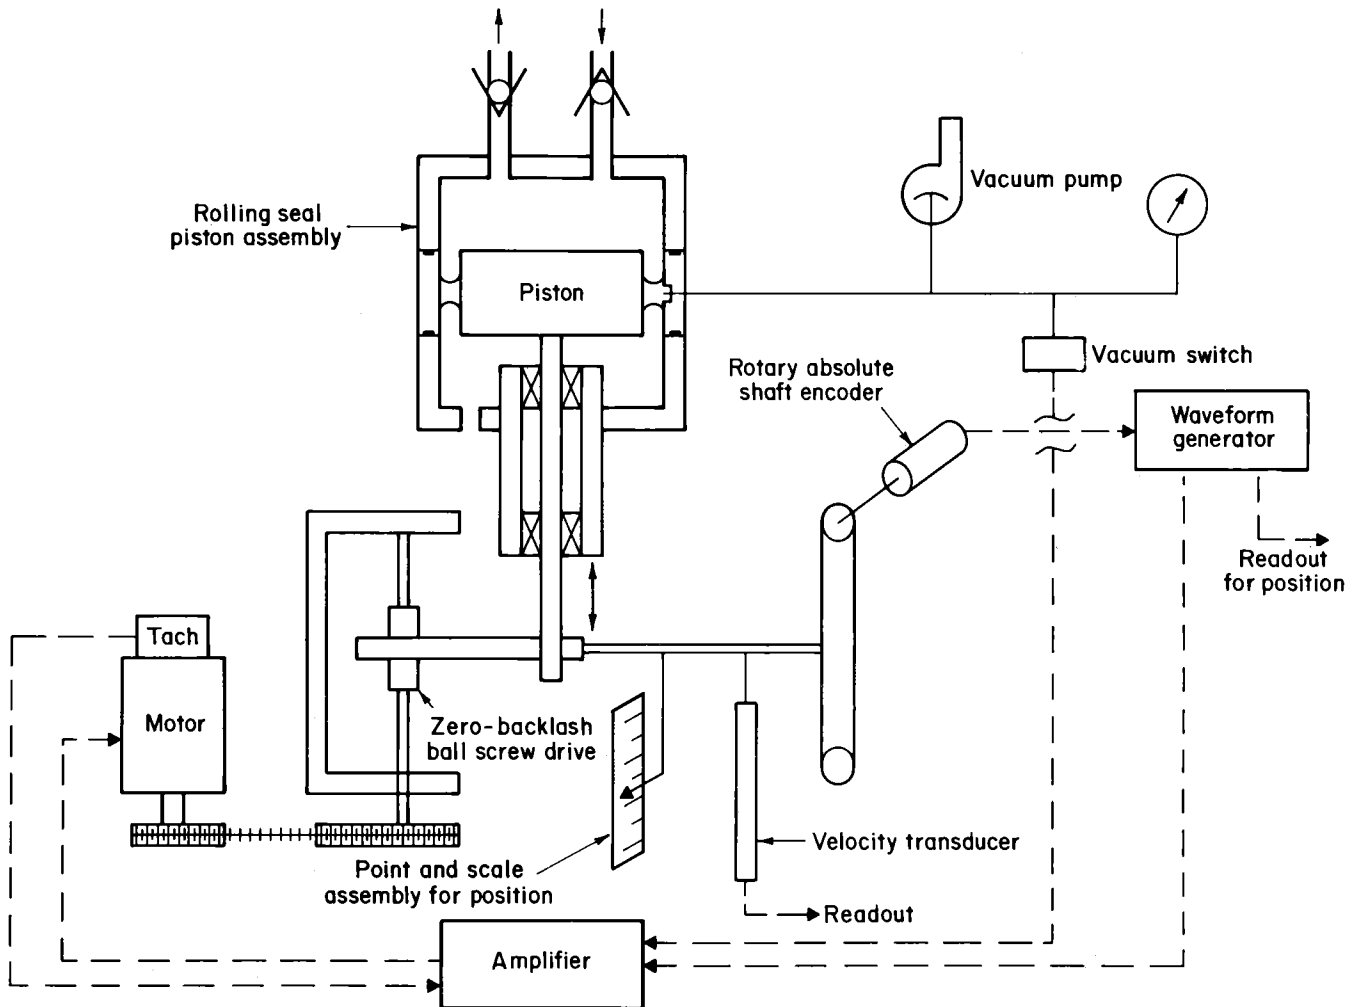 Rolling seal
piston assembly
Piston
Vacuum pump
Vacuum switch
Rotary absolute
shaft encoder
Waveform
generator
Readout
for position
Tach
Motor
Zero-backlash
ball screw drive
Point and scale
assembly for position
Velocity transducer
Readout
Amplifier